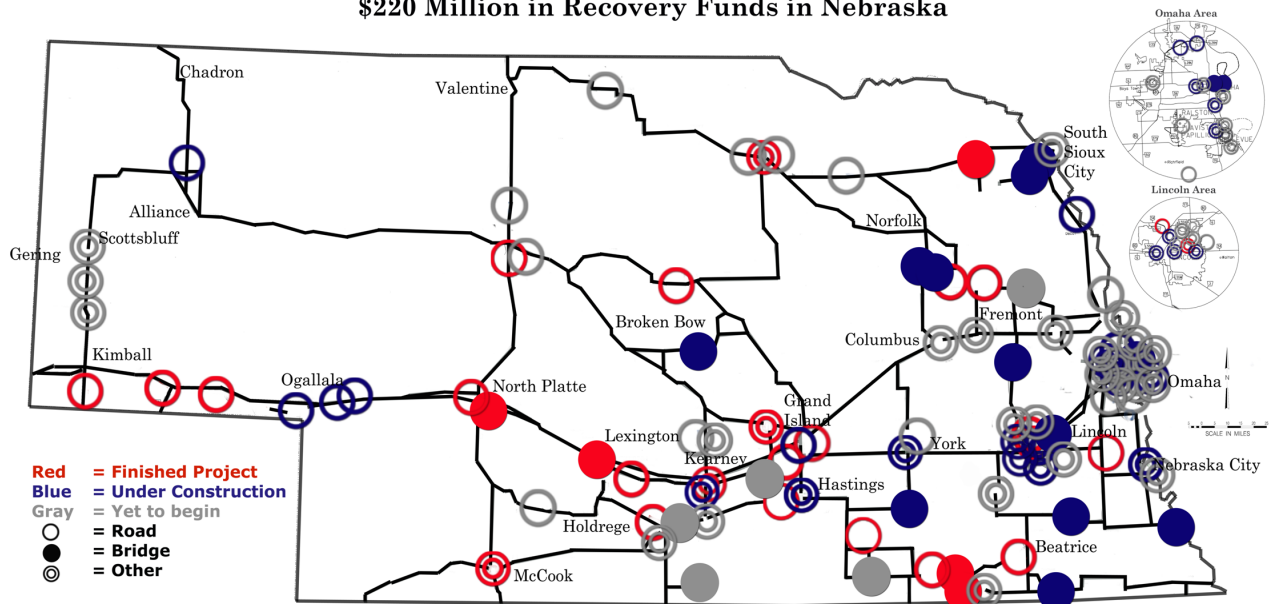 $220 Million in Recovery Funds in Nebraska
Omaha Area
Chadron
Valentine
South
Sioux
City
Lincoln Area
Alliance
Norfolk
Scottsbluff
Gering
Fremont
Broken Bow
Columbus
Kimball
Ogallala
North Platte
Omaha
Grand
Island
Lexington
York
Lincoln
Kearney
Nebraska City
Hastings
Holdrege
Beatrice
McCook
SCALE IN MILES
N
RALSTON
Red = Finished Project
Blue = Under Construction
Gray = Yet to begin
= Road
= Bridge
= Other